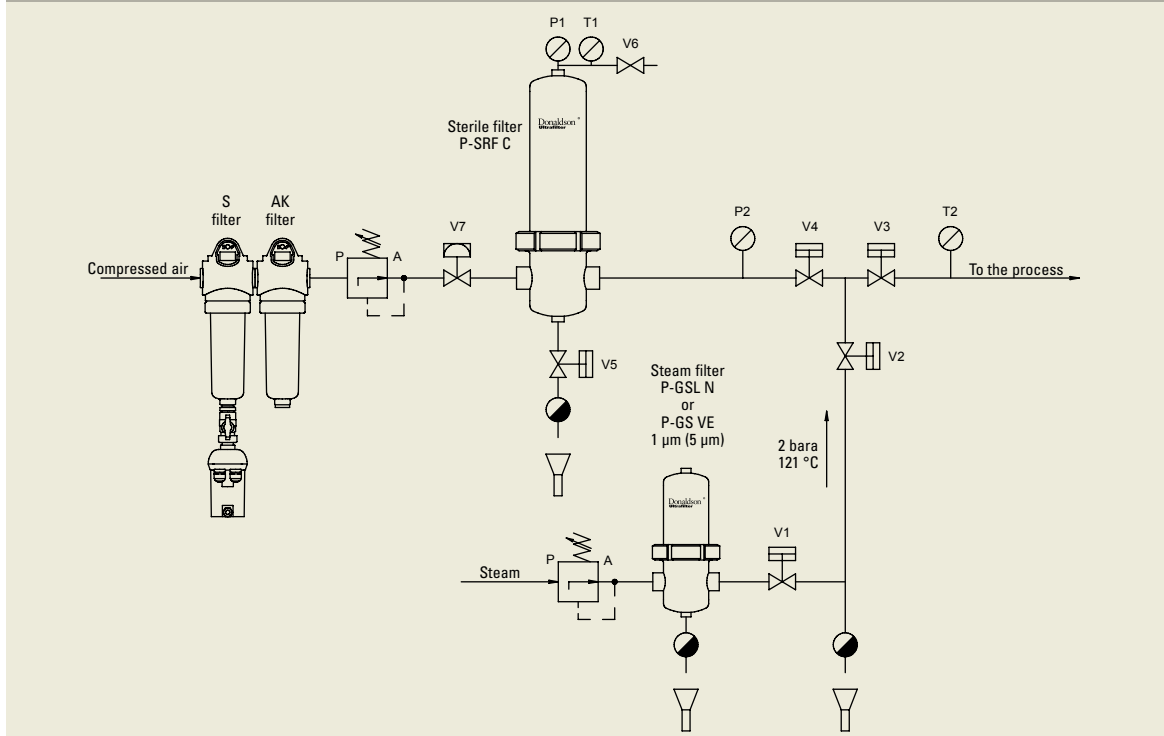 P1
T1
V6
Donaldson
Ultrafilter
Sterile filter
P-SRF C
S
filter
AK
filter
P2
V4
V3
T2
V7
P
A
Compressed air
To the process
V5
V2
Steam filter
P-GSL N
or
P-GS VE
1 µm (5 µm)
2 bara
121 °C
Donaldson
Ultrafilter
V1
P
A
Steam